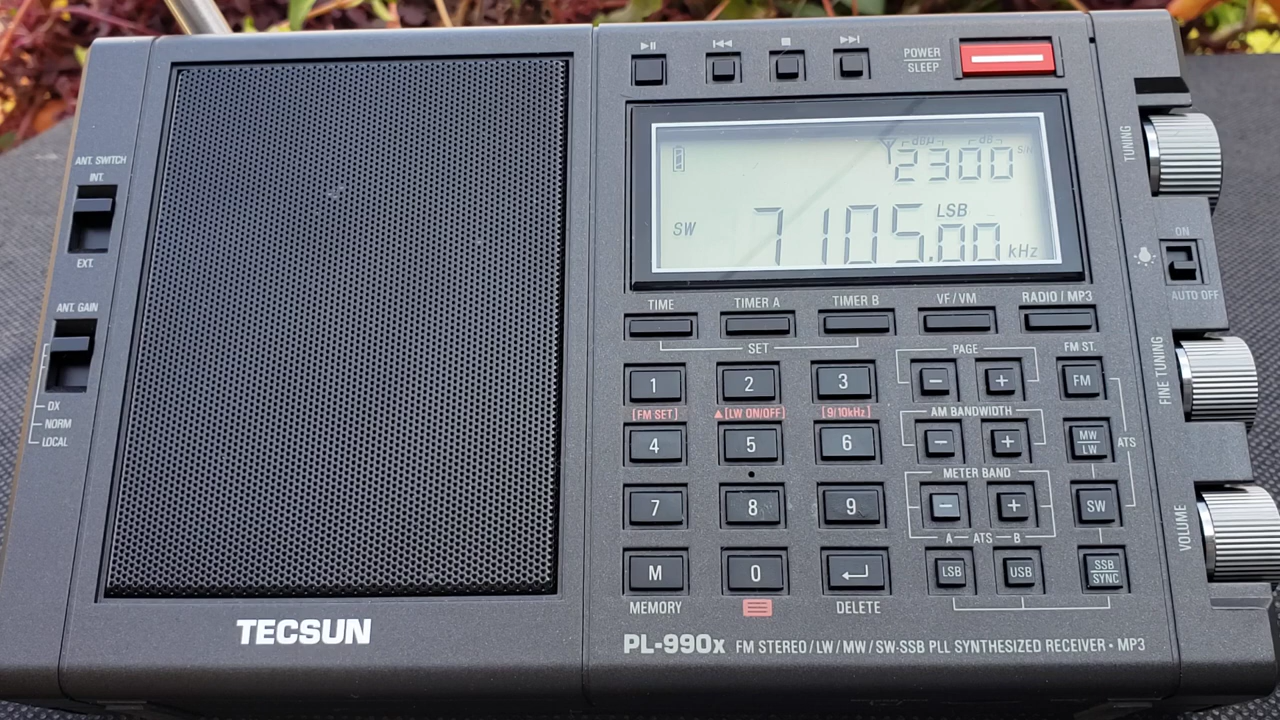 POWER
SLEEP
ANT. SWITCH
INT.
EXT.
ANT. GAIN
DX
NORM
LOCAL
dBμ dB
2300 S/N
LSB
SW 7105.00 kHz
TUNING
ON
AUTO OFF
FINE TUNING
VOLUME
TIME TIMER A TIMER B VF/VM RADIO / MP3
SET
PAGE FM ST.
1 2 3 − + FM
[FM SET] ▲[LW ON/OFF] [9/10kHz] AM BANDWIDTH
4 5 6 − + MW
LW ATS
METER BAND
7 8 9 − + SW
A — ATS — B
M 0 LSB USB SSB
SYNC
MEMORY DELETE
TECSUN
PL-990x FM STEREO / LW / MW / SW-SSB PLL SYNTHESIZED RECEIVER • MP3